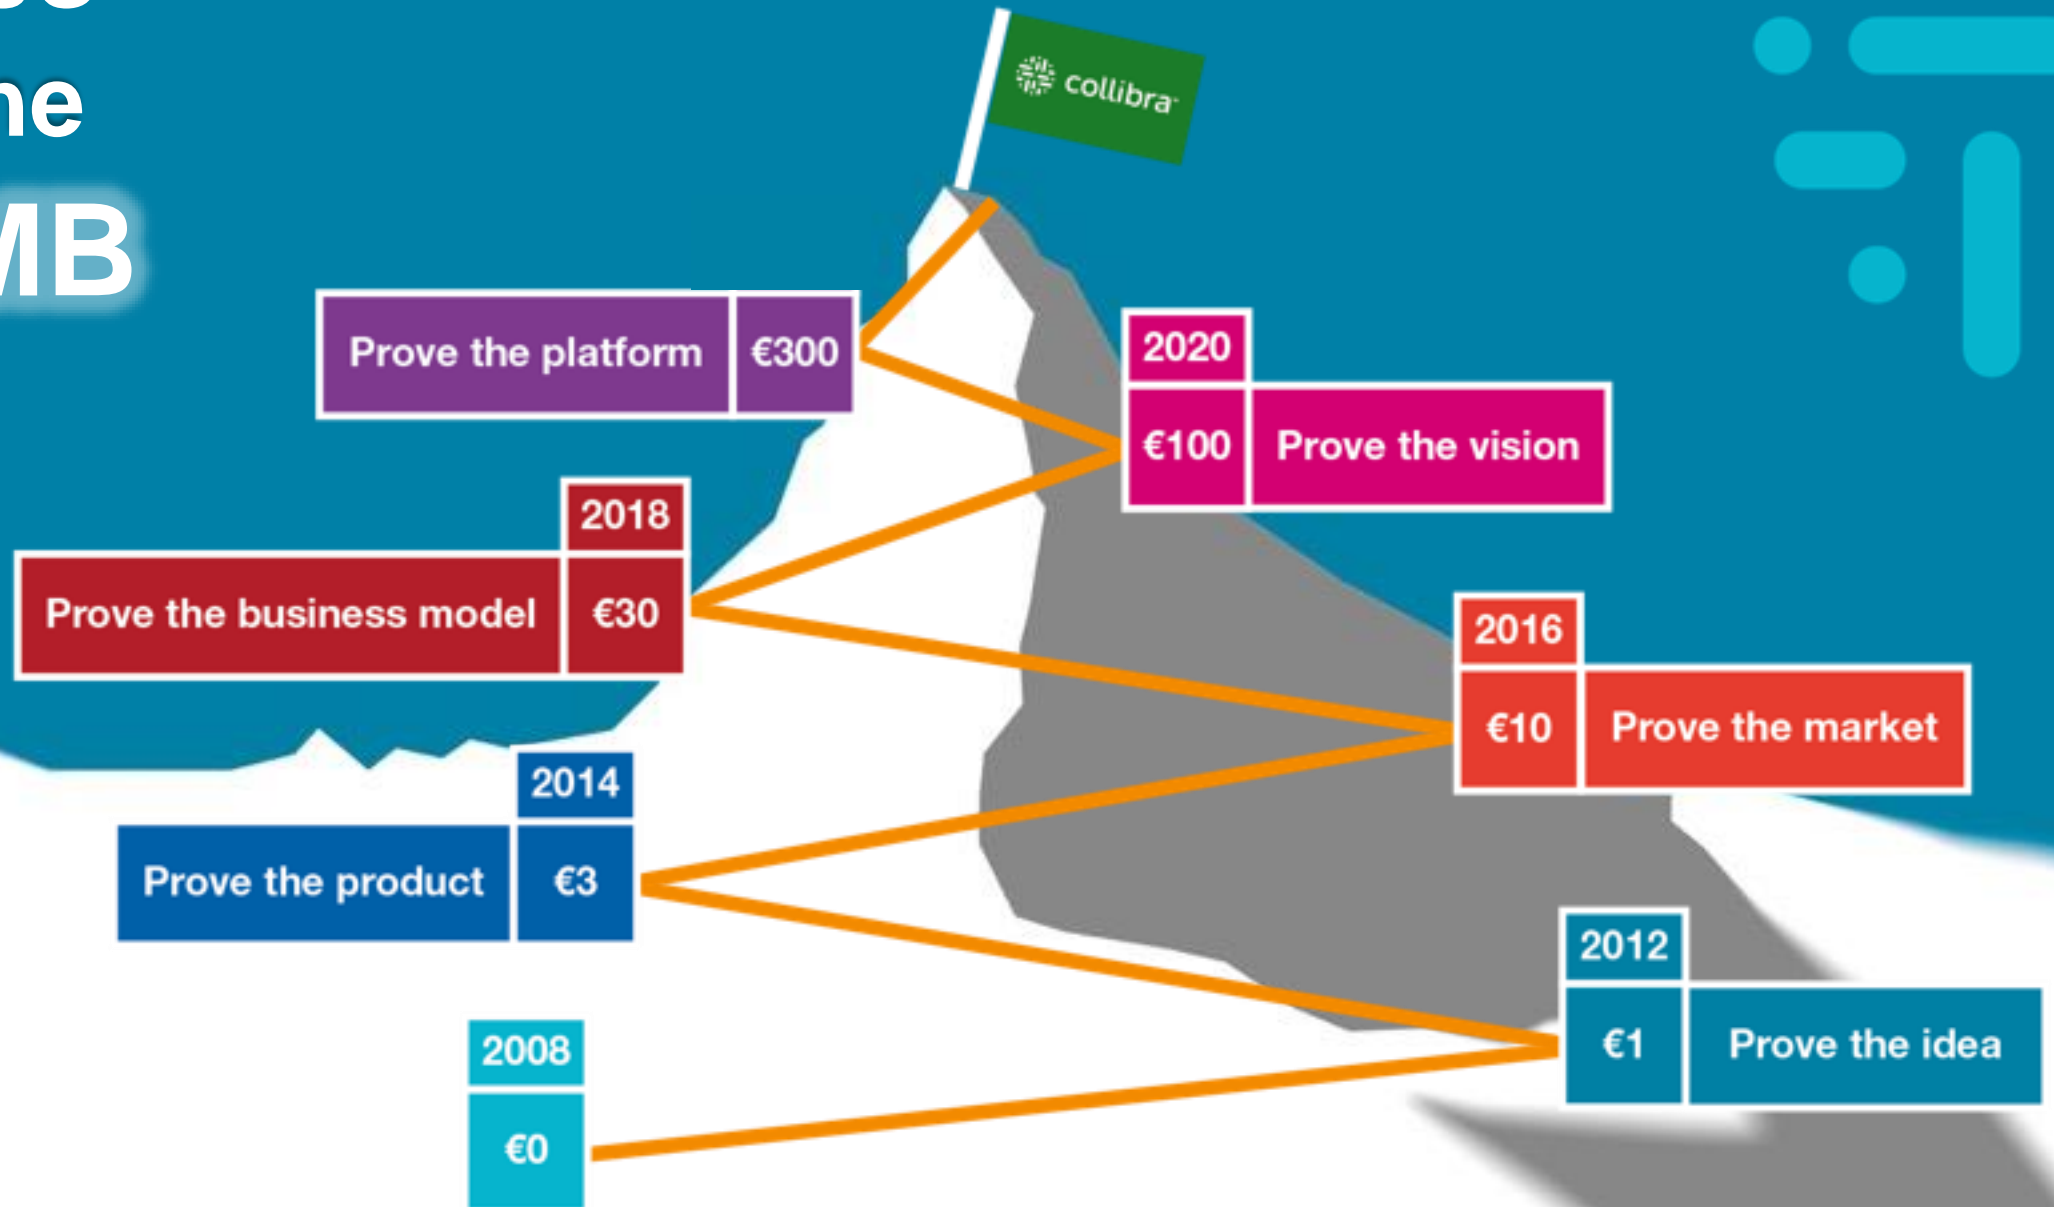 ne
MB
collibra
Prove the platform €300
2020
€100 Prove the vision
2018
Prove the business model €30
2016
€10 Prove the market
2014
Prove the product €3
2012
€1 Prove the idea
2008
€0